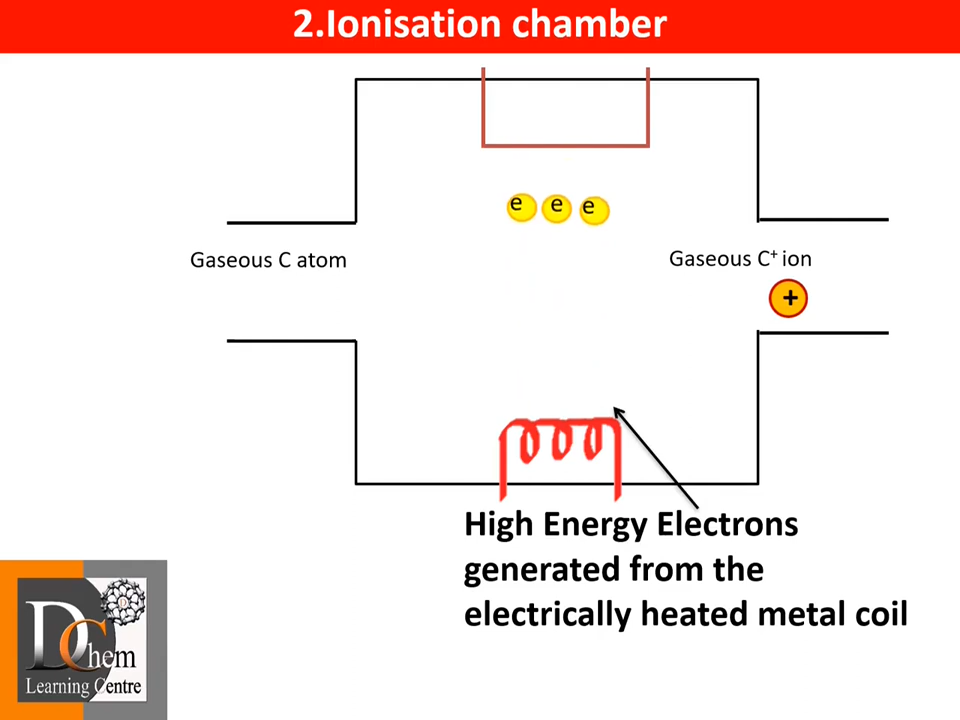 2.Ionisation chamber
e e e
Gaseous C atom
Gaseous C⁺ ion
+
High Energy Electrons
generated from the
electrically heated metal coil
D
D Chem
Learning Centre